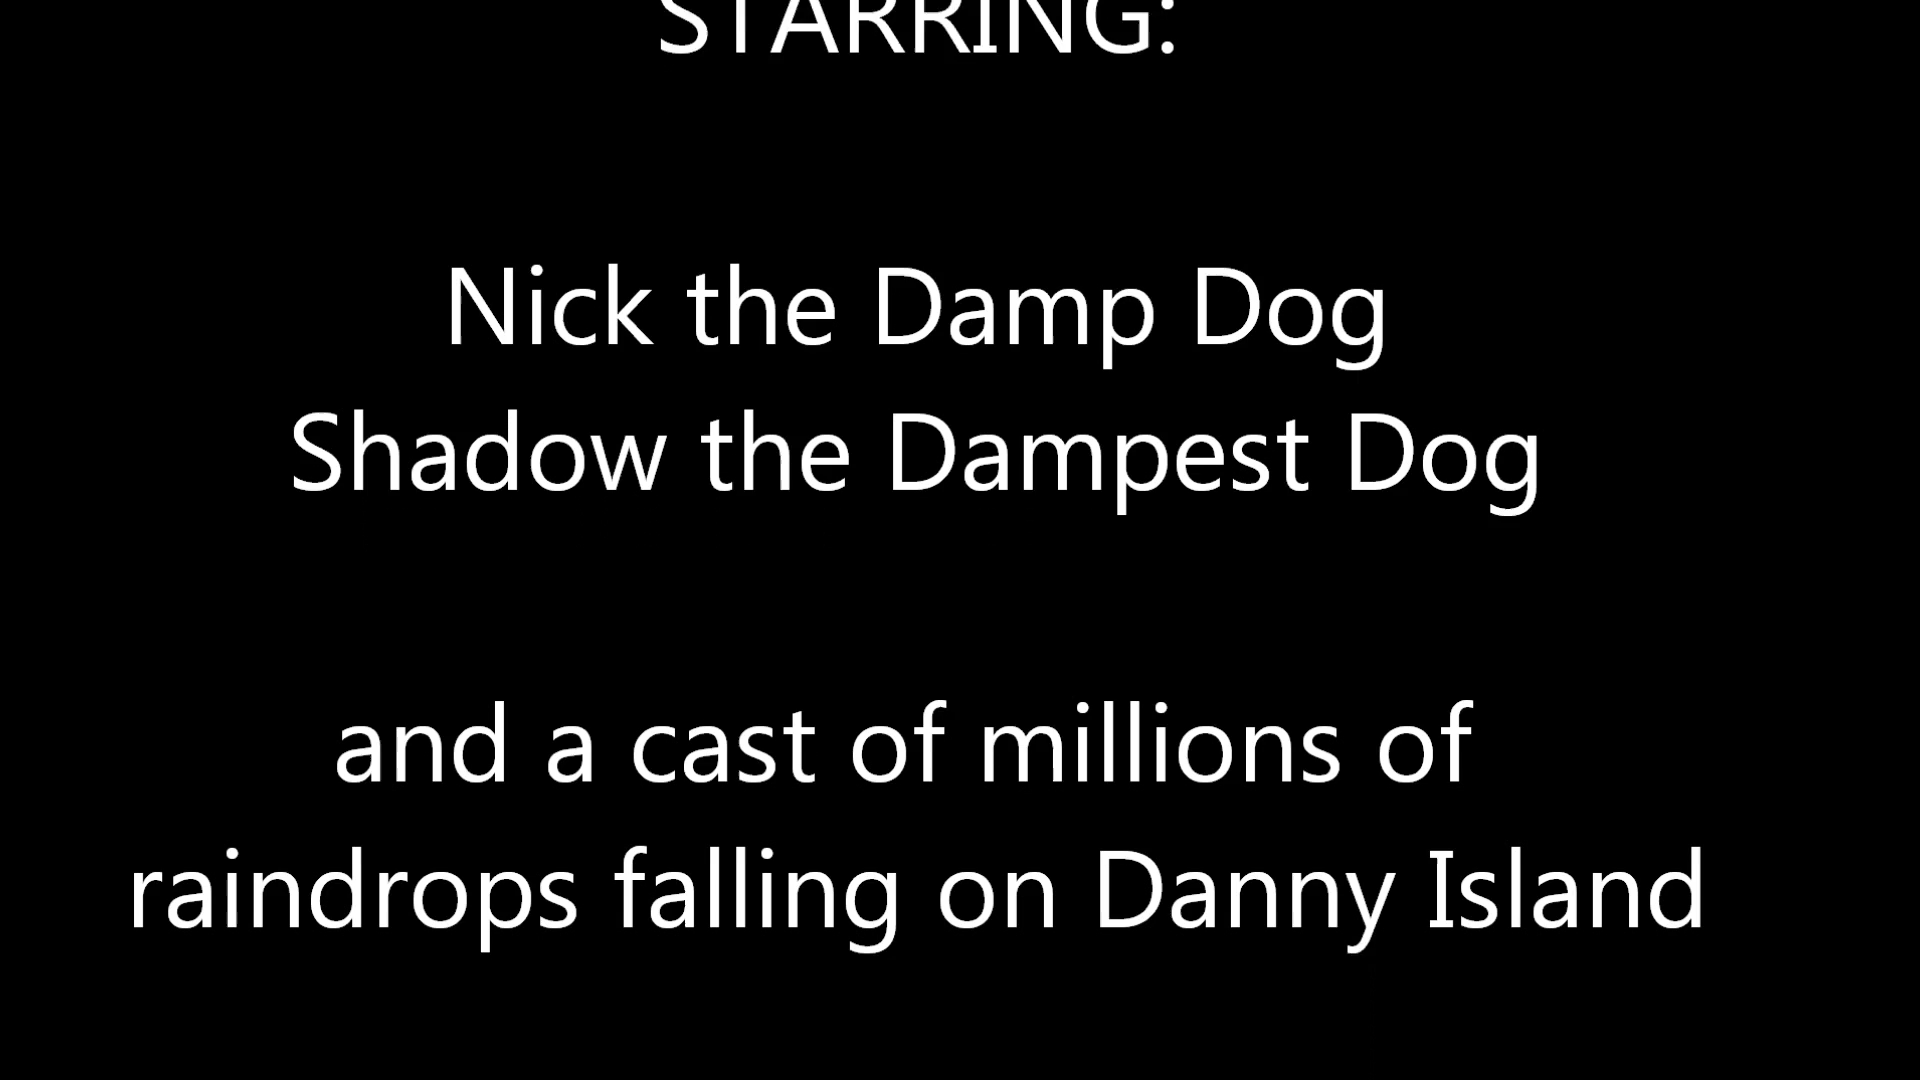 STARRING:
Nick the Damp Dog
Shadow the Dampest Dog
and a cast of millions of
raindrops falling on Danny Island